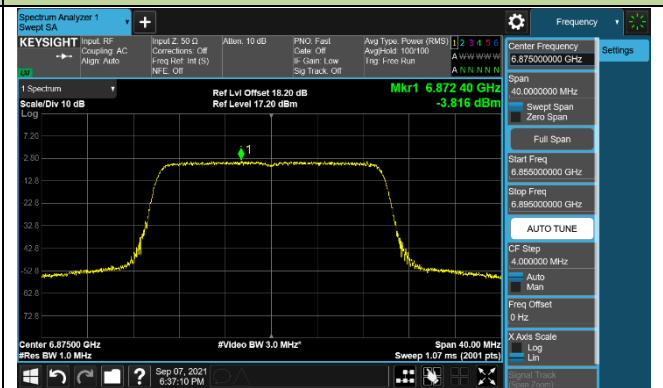 Spectrum Analyzer 1
Swept SA
Frequency
KEYSIGHT
Input: RF
Coupling: AC
Align: Auto
Input Z: 50 Ω
Corrections: Off
Freq Ref: Int (S)
NFE: Off
Atten: 10 dB
PNO: Fast
Gate: Off
IF Gain: Low
Sig Track: Off
Avg Type: Power (RMS)
Avg|Hold: 100/100
Trig: Free Run
1 2 3 4 5 6
A W W W W W
A N N N N N
Center Frequency
6.875000000 GHz
Settings
1 Spectrum
Scale/Div 10 dB
Log
Ref Lvl Offset 18.20 dB
Ref Level 17.20 dBm
Mkr1 6.872 40 GHz
-3.816 dBm
Span
40.0000000 MHz
Swept Span
Zero Span
Full Span
Start Freq
6.855000000 GHz
Stop Freq
6.895000000 GHz
AUTO TUNE
CF Step
4.000000 MHz
Auto
Man
Freq Offset
0 Hz
X Axis Scale
Log
Lin
Signal Track
(Span Zoom)
7.20
1
-2.80
-12.8
-22.8
-32.8
-42.8
-52.8
-62.8
-72.8
Center 6.87500 GHz
#Res BW 1.0 MHz
#Video BW 3.0 MHz*
Span 40.00 MHz
Sweep 1.07 ms (2001 pts)
?
Sep 07, 2021
6:37:10 PM